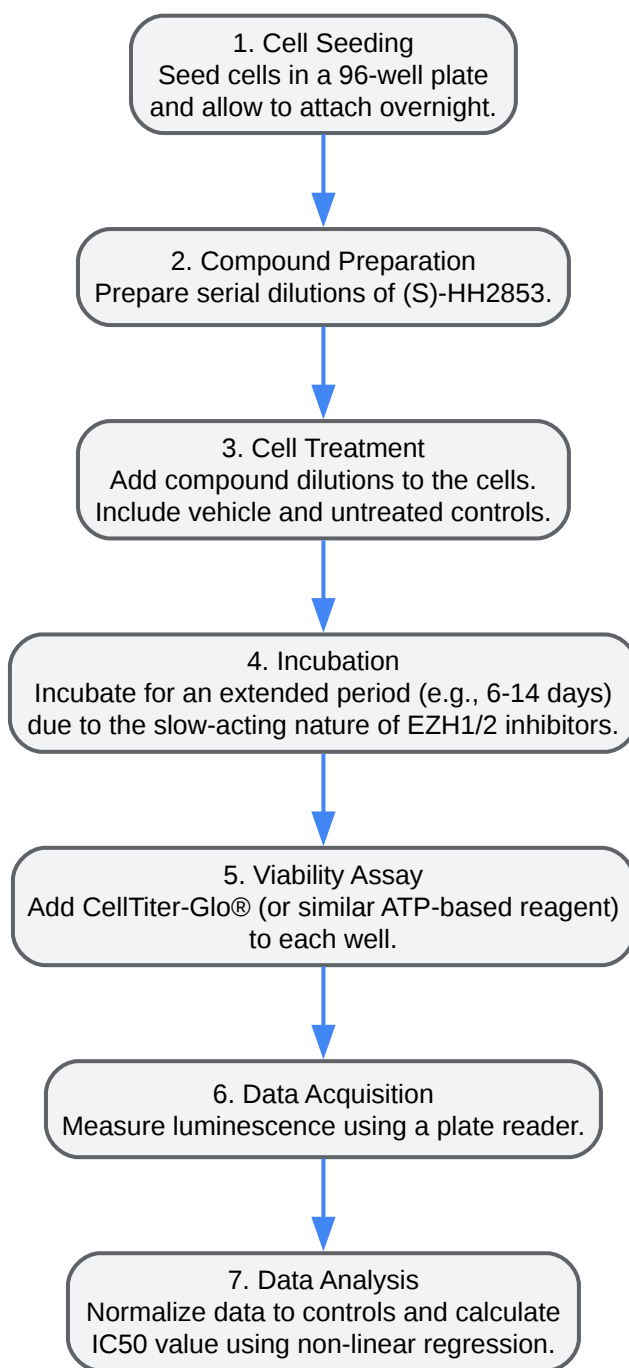 1. Cell Seeding
Seed cells in a 96-well plate
and allow to attach overnight.
2. Compound Preparation
Prepare serial dilutions of (S)-HH2853.
3. Cell Treatment
Add compound dilutions to the cells.
Include vehicle and untreated controls.
4. Incubation
Incubate for an extended period (e.g., 6-14 days)
due to the slow-acting nature of EZH1/2 inhibitors.
5. Viability Assay
Add CellTiter-Glo® (or similar ATP-based reagent)
to each well.
6. Data Acquisition
Measure luminescence using a plate reader.
7. Data Analysis
Normalize data to controls and calculate
IC50 value using non-linear regression.